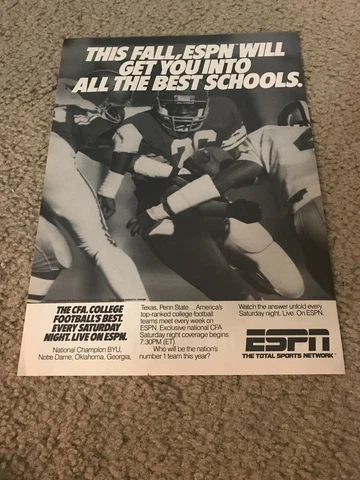 THIS FALL, ESPN WILL
GET YOU INTO
ALL THE BEST SCHOOLS.
26
THE CFA. COLLEGE
FOOTBALL'S BEST.
EVERY SATURDAY
NIGHT. LIVE ON ESPN.
National Champion BYU,
Notre Dame, Oklahoma, Georgia,
Texas, Penn State... America's
top-ranked college football
teams meet every week on
ESPN. Exclusive national CFA
Saturday night coverage begins
7:30PM (ET).
Who will be the nation's
number 1 team this year?
Watch the answer unfold every
Saturday night. Live. On ESPN.
ESPN
THE TOTAL SPORTS NETWORK